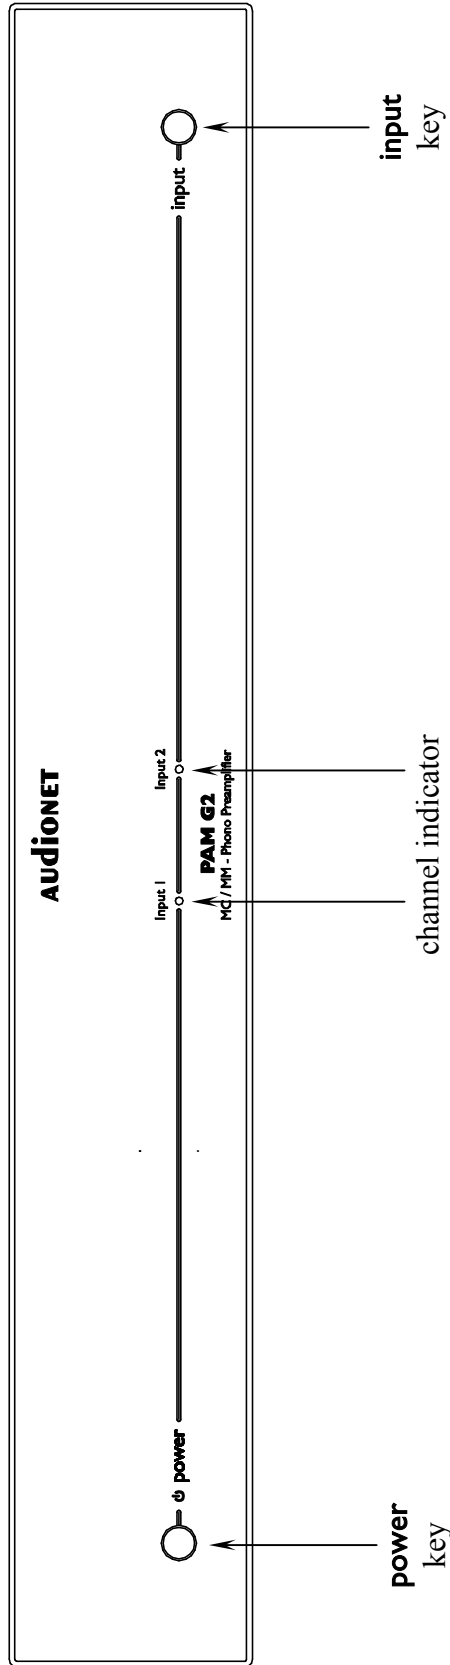 AUDIONET
Input 1
Input 2
power
input
PAM G2
MC / MM - Phono Preamplifier
power
key
channel indicator
input
key